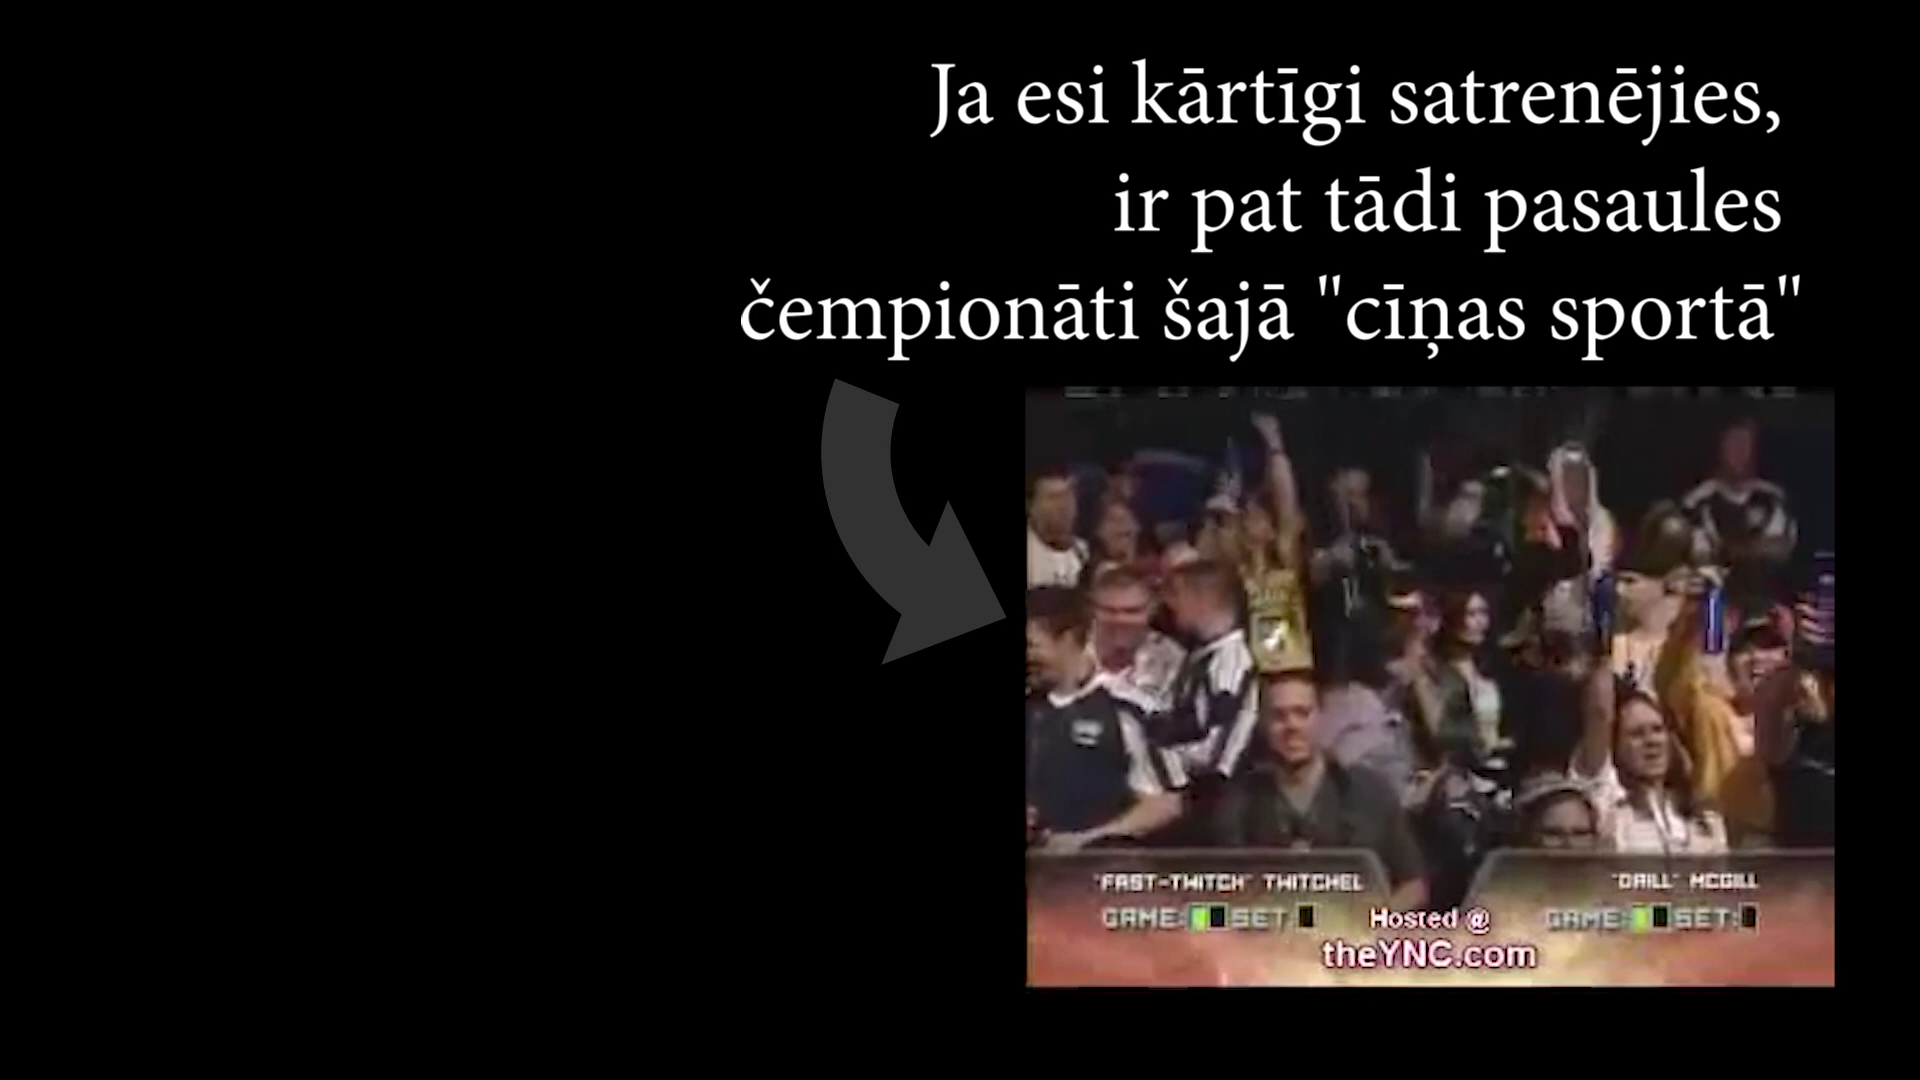 Ja esi kārtīgi satrenējies,
ir pat tādi pasaules
čempionāti šajā "cīņas sportā"
"FAST-TWITCH" TWITCHEL
"DRILL" MCGILL
GAME: SET:
Hosted @
GAME: SET:
theYNC.com